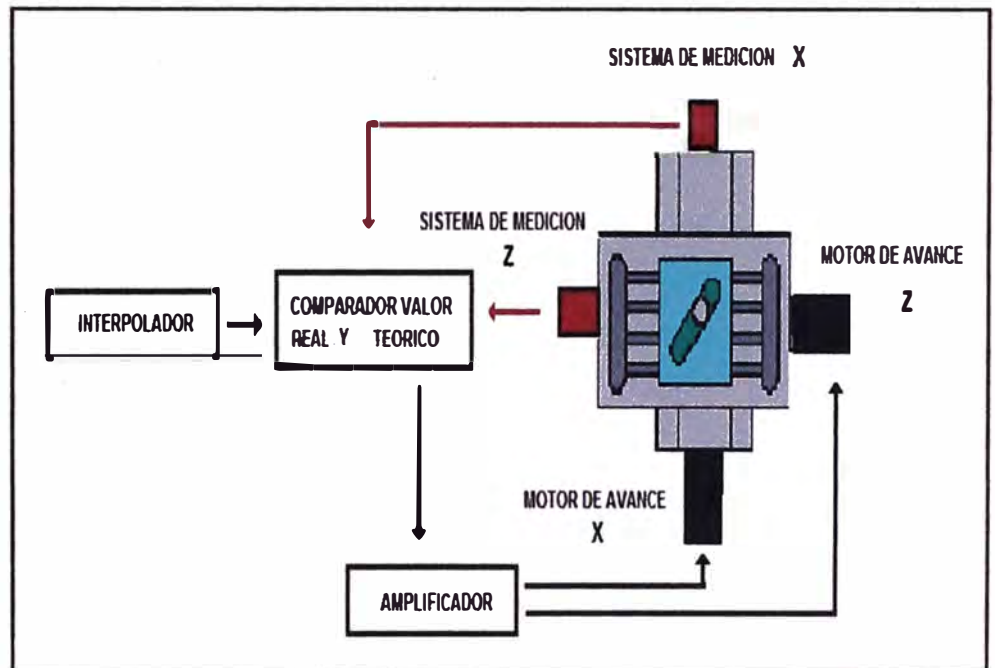 SISTEMA DE MEDICION X
SISTEMA DE MEDICION
Z
MOTOR DE AVANCE
Z
INTERPOLADOR
COMPARADOR VALOR
REAL Y TEORICO
MOTOR DE AVANCE
X
AMPLIFICADOR